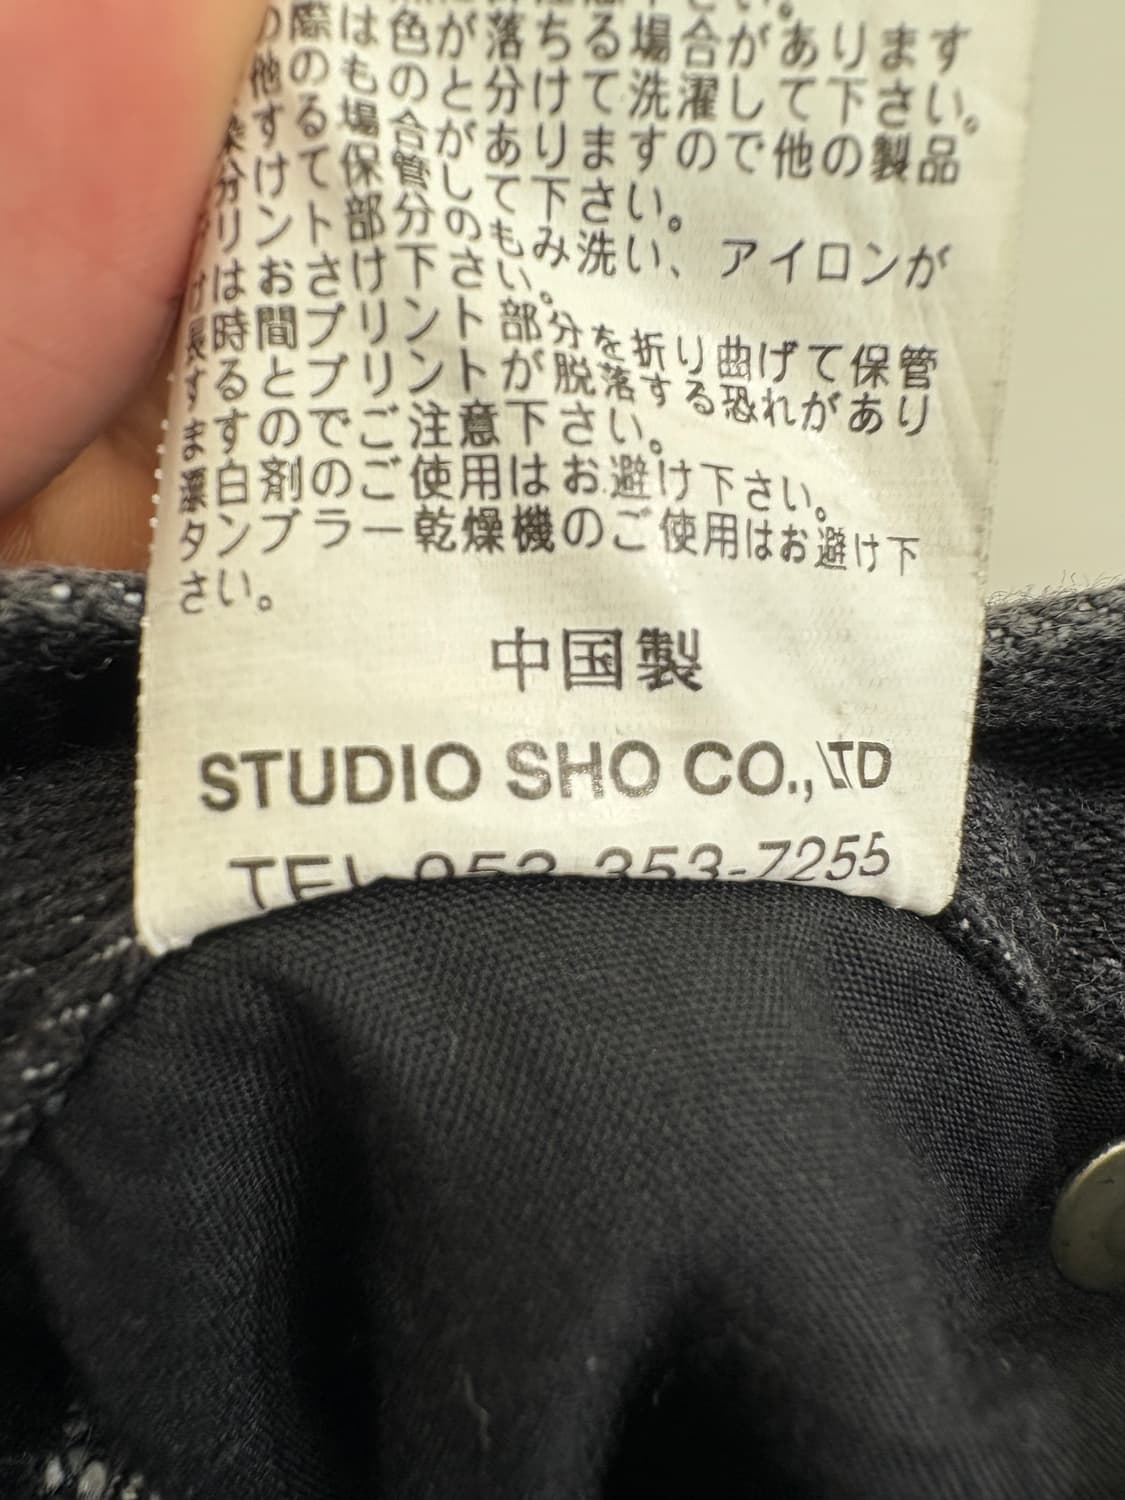 際は色が落ちる場合があります
の他のもの色がとがけて洗濯して下さい。
するて保管しありますので他の製品
分けてト部分のて下さい。
リントさけ下さもみ洗い、アイロンが
はお
長時間プリント部分を折り曲げて保管
するとプリント が脱落する恐れがあり
ますのでご注意下さい。
漂白剤のご使用はお避け下さい。
タンブラー乾燥機のご使用はお避け下
さい。
中国製
STUDIO SHO CO.,LTD
TEL 053-353-7255